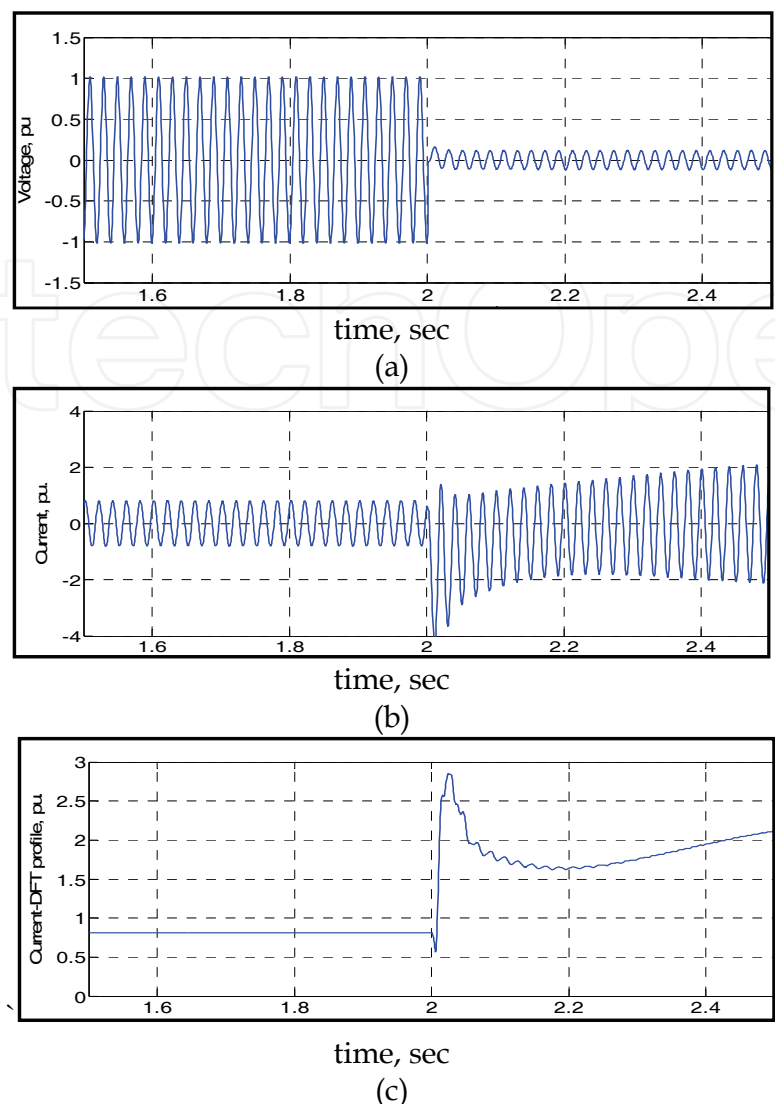 1.5
1
0.5
0
-0.5
-1
-1.5
Voltage, pu
1.6 1.8 2 2.2 2.4
time, sec
(a)
4
2
0
-2
-4
Current, p.u.
1.6 1.8 2 2.2 2.4
time, sec
(b)
3
2.5
2
1.5
1
0.5
0
Current-DFT profile, p.u.
1.6 1.8 2 2.2 2.4
time, sec
(c)
techOpe